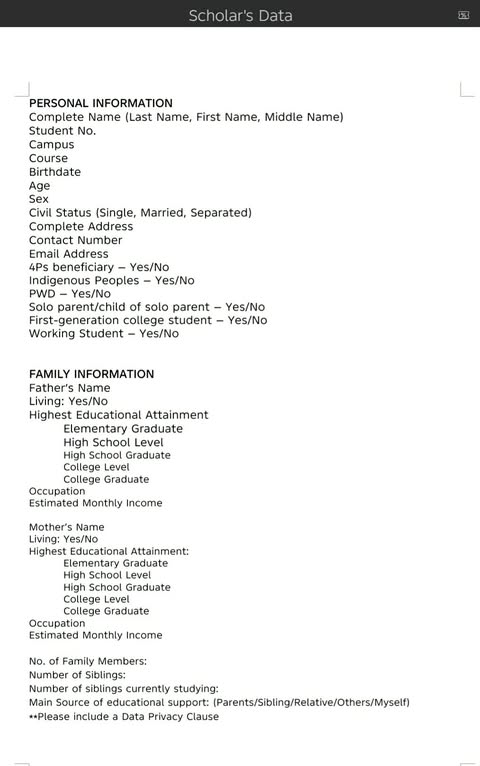 Scholar's Data
PERSONAL INFORMATION
Complete Name (Last Name, First Name, Middle Name)
Student No.
Campus
Course
Birthdate
Age
Sex
Civil Status (Single, Married, Separated)
Complete Address
Contact Number
Email Address
4Ps beneficiary – Yes/No
Indigenous Peoples – Yes/No
PWD – Yes/No
Solo parent/child of solo parent – Yes/No
First-generation college student – Yes/No
Working Student – Yes/No
FAMILY INFORMATION
Father's Name
Living: Yes/No
Highest Educational Attainment
Elementary Graduate
High School Level
High School Graduate
College Level
College Graduate
Occupation
Estimated Monthly Income
Mother's Name
Living: Yes/No
Highest Educational Attainment:
Elementary Graduate
High School Level
High School Graduate
College Level
College Graduate
Occupation
Estimated Monthly Income
No. of Family Members:
Number of Siblings:
Number of siblings currently studying:
Main Source of educational support: (Parents/Sibling/Relative/Others/Myself)
**Please include a Data Privacy Clause